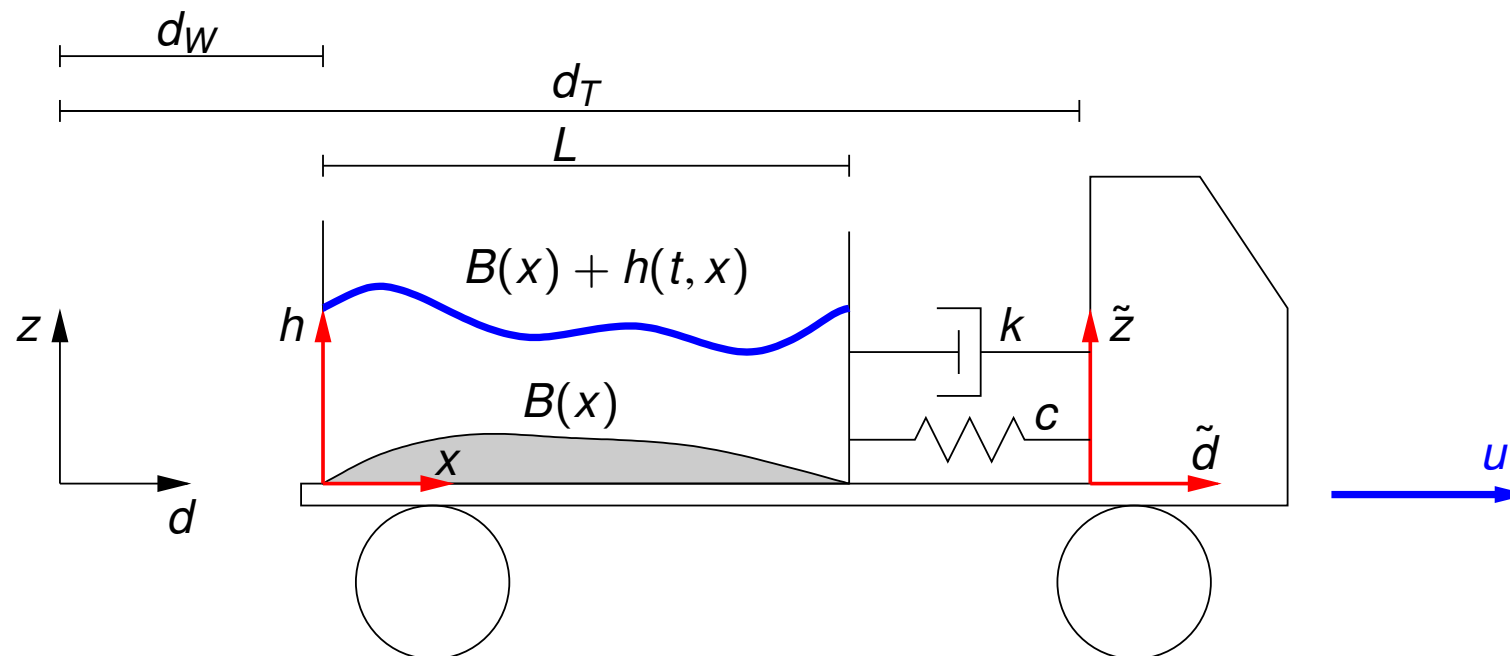 d_W
d_T
L
B(x) + h(t, x)
z
h
k
z̃
B(x)
c
x
d̃
u
d